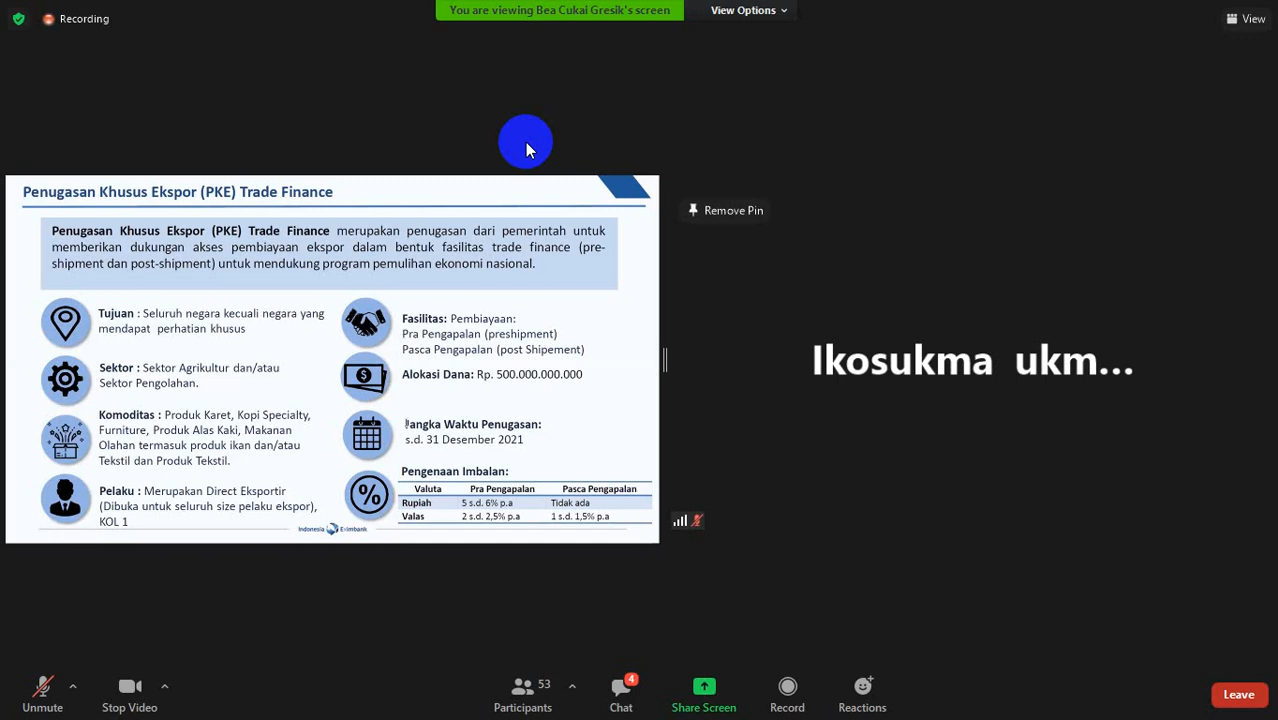 Recording
You are viewing Bea Cukai Gresik's screen
View Options
View
Penugasan Khusus Ekspor (PKE) Trade Finance
Penugasan Khusus Ekspor (PKE) Trade Finance merupakan penugasan dari pemerintah untuk
memberikan dukungan akses pembiayaan ekspor dalam bentuk fasilitas trade finance (pre-
shipment dan post-shipment) untuk mendukung program pemulihan ekonomi nasional.
Tujuan : Seluruh negara kecuali negara yang
mendapat perhatian khusus
Sektor : Sektor Agrikultur dan/atau
Sektor Pengolahan.
Komoditas : Produk Karet, Kopi Specialty,
Furniture, Produk Alas Kaki, Makanan
Olahan termasuk produk ikan dan/atau
Tekstil dan Produk Tekstil.
Pelaku : Merupakan Direct Eksportir
(Dibuka untuk seluruh size pelaku ekspor),
KOL 1
Fasilitas: Pembiayaan:
Pra Pengapalan (preshipment)
Pasca Pengapalan (post Shipement)
Alokasi Dana: Rp. 500.000.000.000
Jangka Waktu Penugasan:
s.d. 31 Desember 2021
Pengenaan Imbalan:
Valuta Pra Pengapalan Pasca Pengapalan
Rupiah 5 s.d. 6% p.a Tidak ada
Valas 2 s.d. 2,5% p.a 1 s.d. 1,5% p.a
Indonesia Eximbank
Remove Pin
Ikosukma ukm...
Unmute
Stop Video
53
Participants
4
Chat
Share Screen
Record
Reactions
Leave